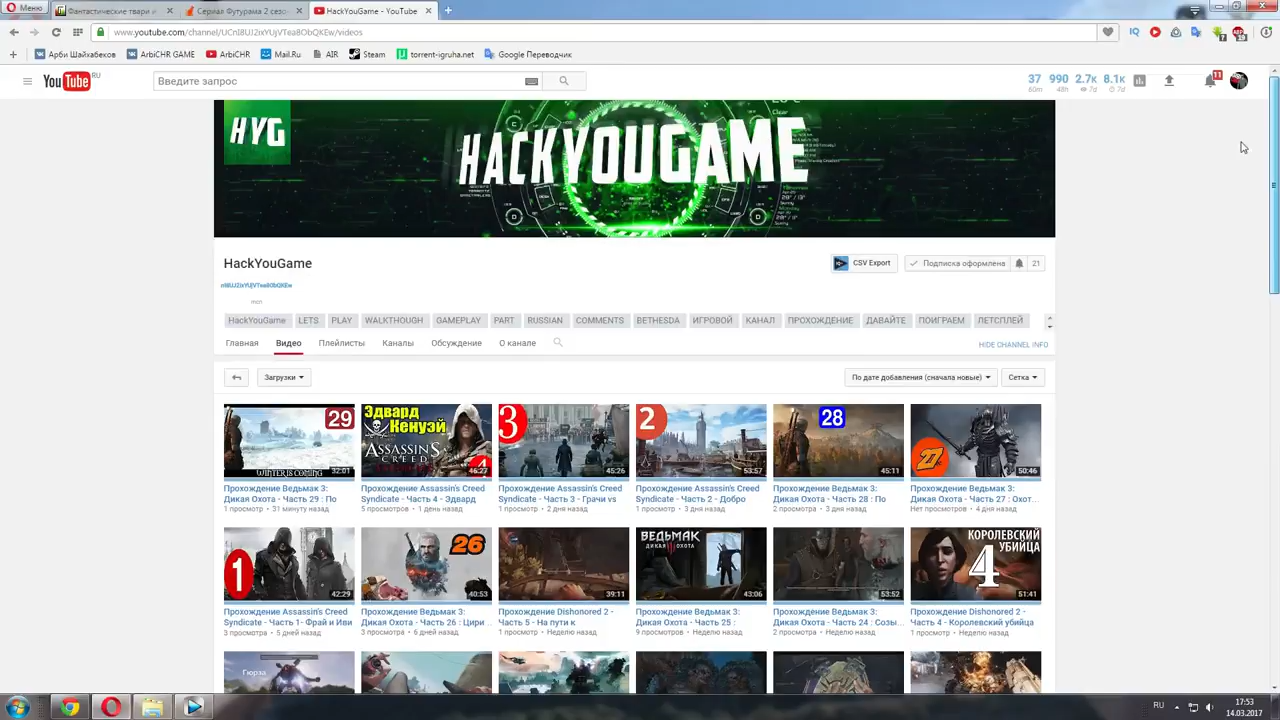 Меню
Фантастические твари и
Сериал Футурама 2 сезо
HackYouGame - YouTube
www.youtube.com/channel/UCnI8UJ2ixYUjVTea8ObQKEw/videos
Арби Шайхабеков
ArbiCHR GAME
ArbiCHR
Mail.Ru
AIR
Steam
torrent-igruha.net
Google Переводчик
YouTube RU
Введите запрос
37 990 2.7к 8.1к
60m 48h 7d 7d
11
HYG
HACKYOUGAME
HackYouGame
CSV Export
Подписка оформлена
21
HackYouGame LETS PLAY WALKTHOUGH GAMEPLAY PART RUSSIAN COMMENTS BETHESDA ИГРОВОЙ КАНАЛ ПРОХОЖДЕНИЕ ДАВАЙТЕ ПОИГРАЕМ ЛЕТСПЛЕЙ
Главная Видео Плейлисты Каналы Обсуждение О канале
HIDE CHANNEL INFO
Загрузки
По дате добавления (сначала новые)
Сетка
29
WINTER IS COMING
32:01
Эдвард
Кенуэй
ASSASSIN'S
CREED
4
46:27
3
45:26
2
53:57
28
45:11
27
50:46
Прохождение Ведьмак 3:
Дикая Охота - Часть 29 : По
1 просмотр • 31 минуту назад
Прохождение Assassin's Creed
Syndicate - Часть 4 - Эдвард
5 просмотров • 1 день назад
Прохождение Assassin's Creed
Syndicate - Часть 3 - Грачи vs
1 просмотр • 2 дня назад
Прохождение Assassin's Creed
Syndicate - Часть 2 - Добро
1 просмотр • 3 дня назад
Прохождение Ведьмак 3:
Дикая Охота - Часть 28 : По
2 просмотра • 3 дня назад
Прохождение Ведьмак 3:
Дикая Охота - Часть 27 : Охот...
Нет просмотров • 4 дня назад
1
42:29
26
40:53
39:11
ВЕДЬМАК
ДИКАЯ ОХОТА
43:06
53:52
КОРОЛЕВСКИЙ
УБИЙЦА
4
51:41
Прохождение Assassin's Creed
Syndicate - Часть 1- Фрай и Иви
3 просмотра • 5 дней назад
Прохождение Ведьмак 3:
Дикая Охота - Часть 26 : Цири ...
3 просмотра • 6 дней назад
Прохождение Dishonored 2 -
Часть 5 - На пути к
1 просмотр • Неделю назад
Прохождение Ведьмак 3:
Дикая Охота - Часть 25 :
9 просмотров • Неделю назад
Прохождение Ведьмак 3:
Дикая Охота - Часть 24 : Созы...
2 просмотра • Неделю назад
Прохождение Dishonored 2 -
Часть 4 - Королевский убийца
1 просмотр • Неделю назад
Гюрза
RU
17:53
14.03.2017